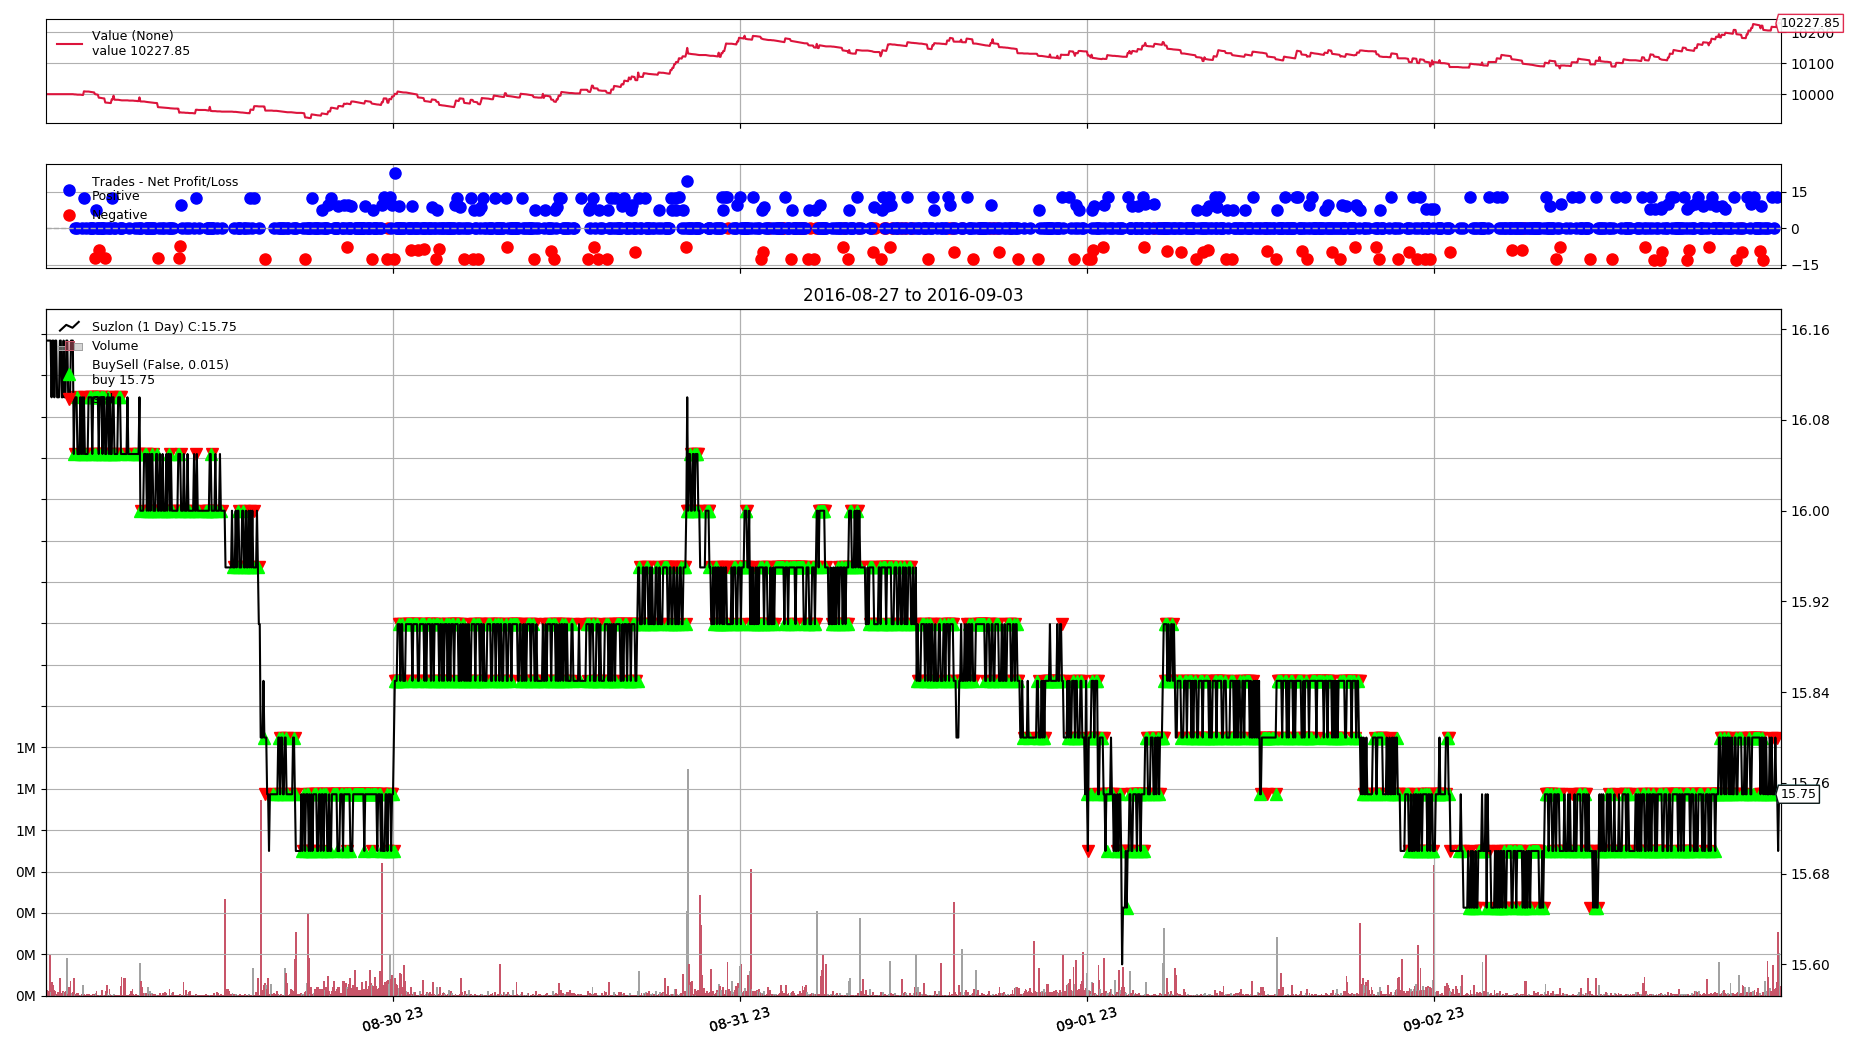 Value (None)
value 10227.85
10227.85
10200
10100
10000
Trades - Net Profit/Loss
Positive
Negative
15
0
−15
2016-08-27 to 2016-09-03
Suzlon (1 Day) C:15.75
Volume
BuySell (False, 0.015)
buy 15.75
16.16
16.08
16.00
15.92
15.84
15.76
15.75
15.68
15.60
1M
1M
1M
0M
0M
0M
0M
08-30 23
08-31 23
09-01 23
09-02 23